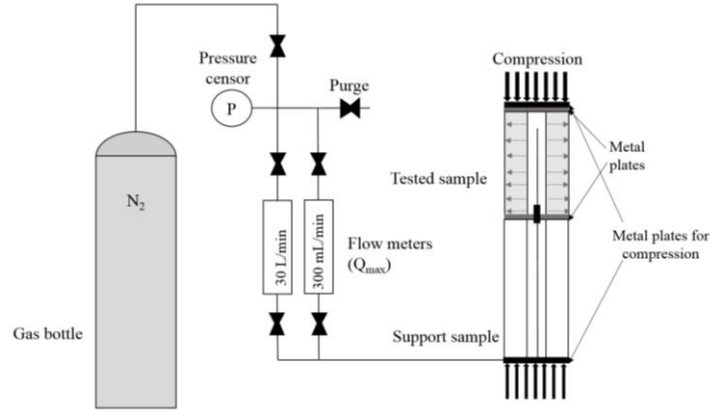 Compression
Pressure
censor
Purge
P
N2
Metal
plates
Tested sample
30 L/min
300 mL/min
Flow meters
(Qmax)
Metal plates for
compression
Gas bottle
Support sample